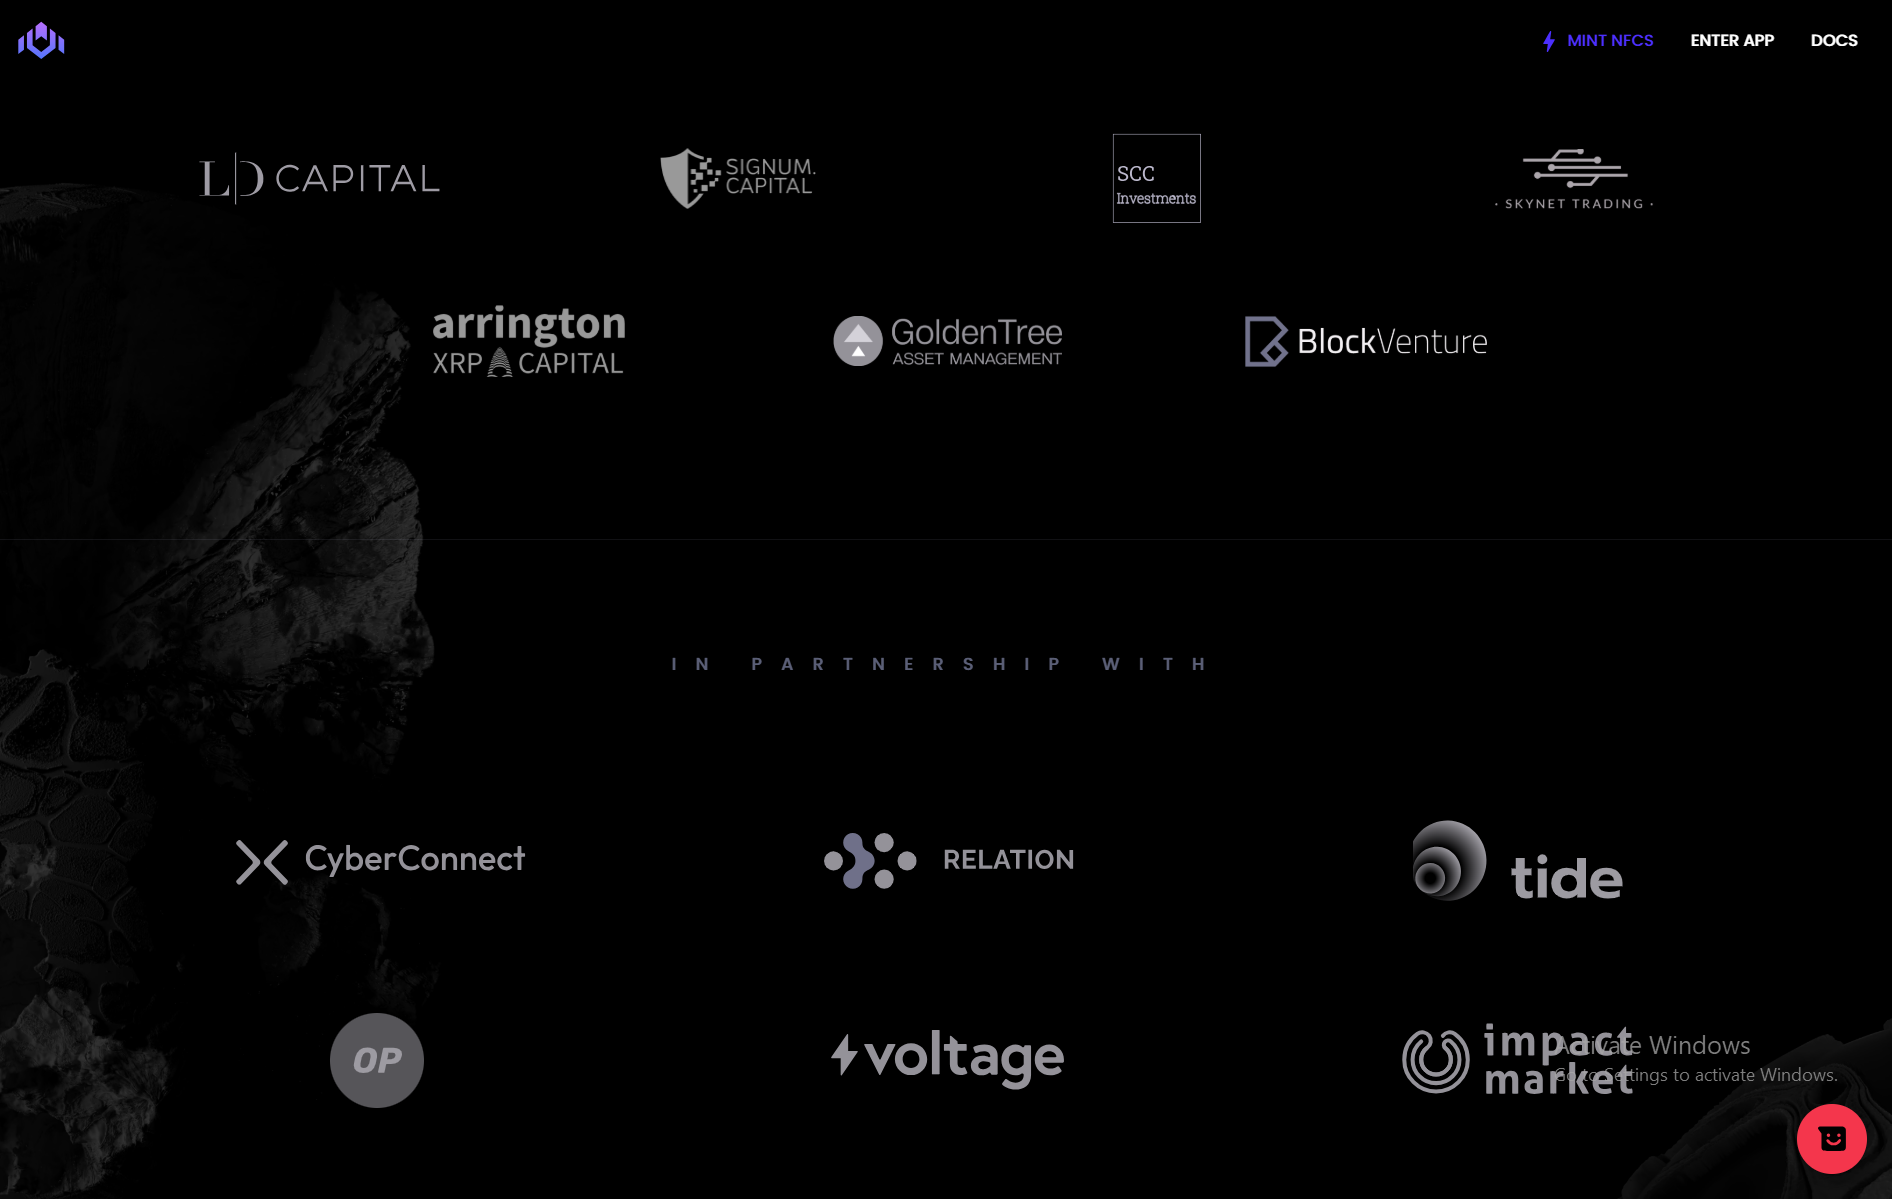 MINT NFCS
ENTER APP
DOCS
LD CAPITAL
SIGNUM.
CAPITAL
SCC
Investments
· SKYNET TRADING ·
arrington
XRP CAPITAL
GoldenTree
ASSET MANAGEMENT
BlockVenture
IN PARTNERSHIP WITH
CyberConnect
RELATION
tide
OP
voltage
impact
market
Activate Windows
Go to Settings to activate Windows.